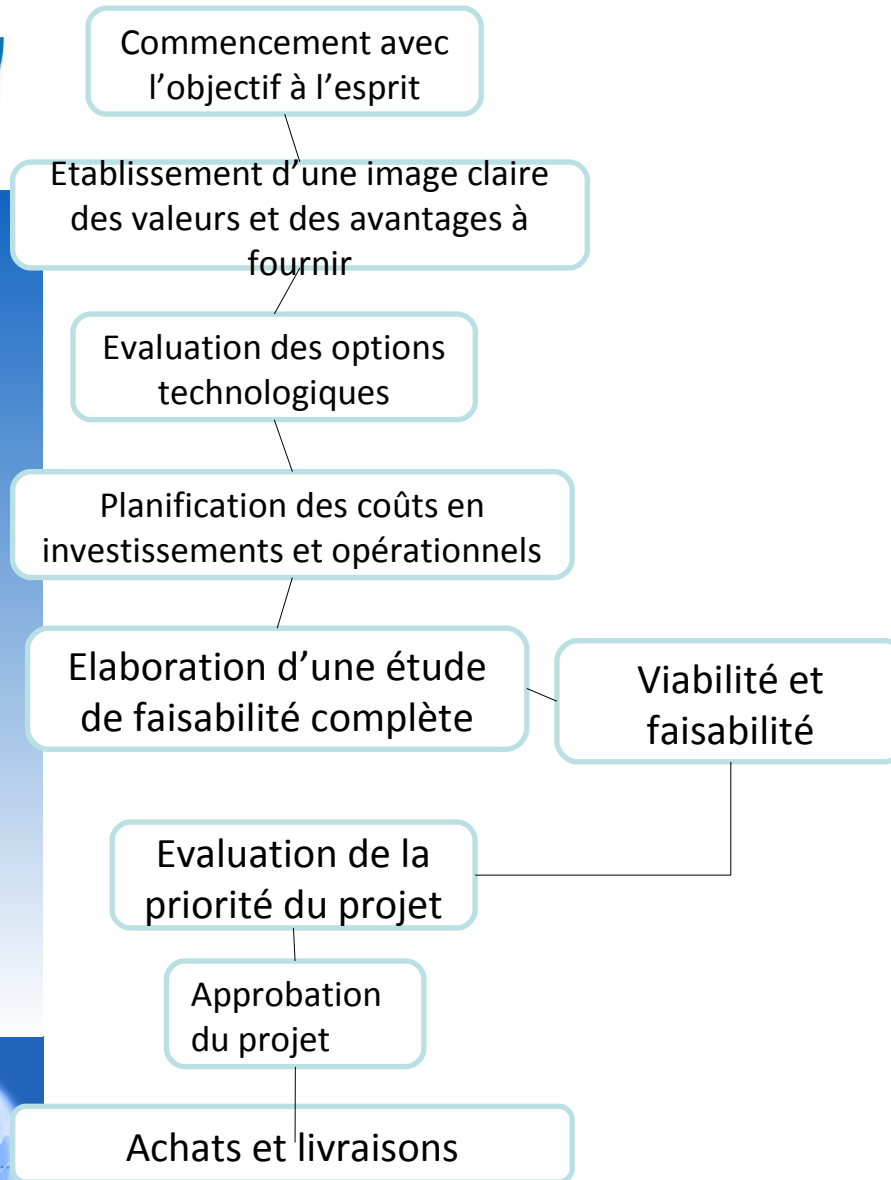 Commencement avec
l’objectif à l’esprit
Etablissement d’une image claire
des valeurs et des avantages à
fournir
Evaluation des options
technologiques
Planification des coûts en
investissements et opérationnels
Elaboration d’une étude
de faisabilité complète
Viabilité et
faisabilité
Evaluation de la
priorité du projet
Approbation
du projet
Achats et livraisons